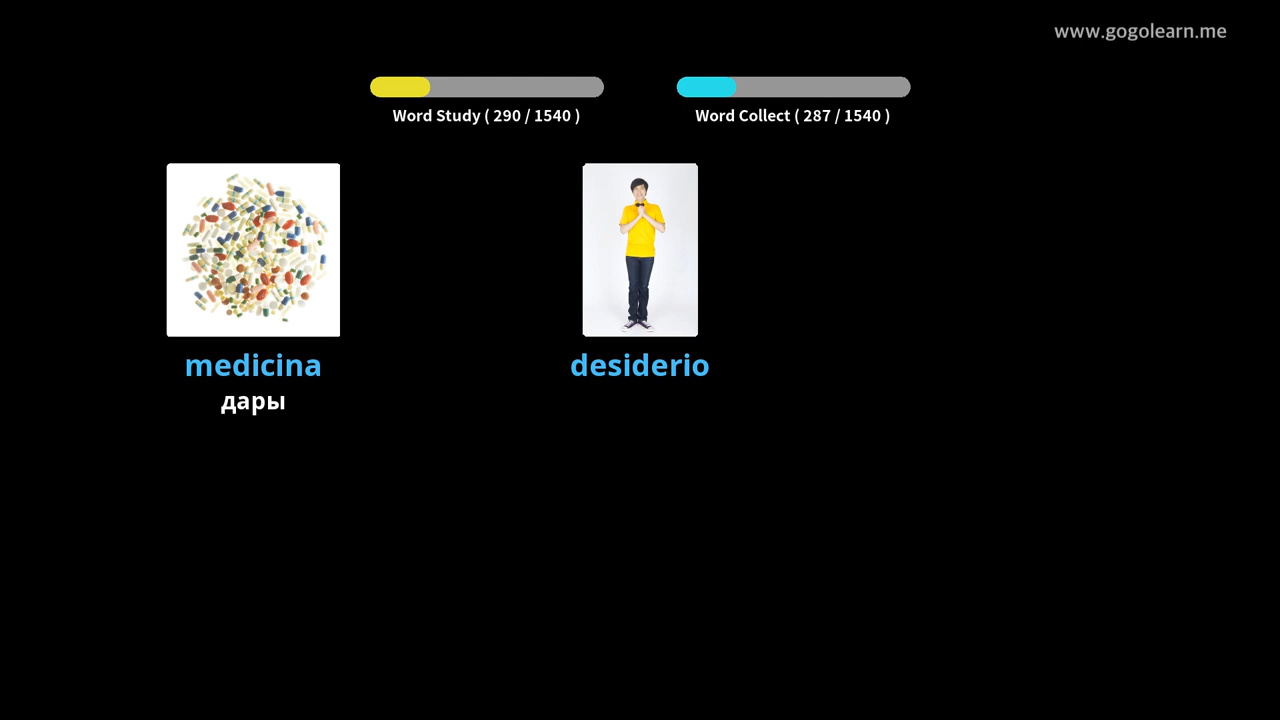 www.gogolearn.me
Word Study ( 290 / 1540 )
Word Collect ( 287 / 1540 )
medicina
дары
desiderio